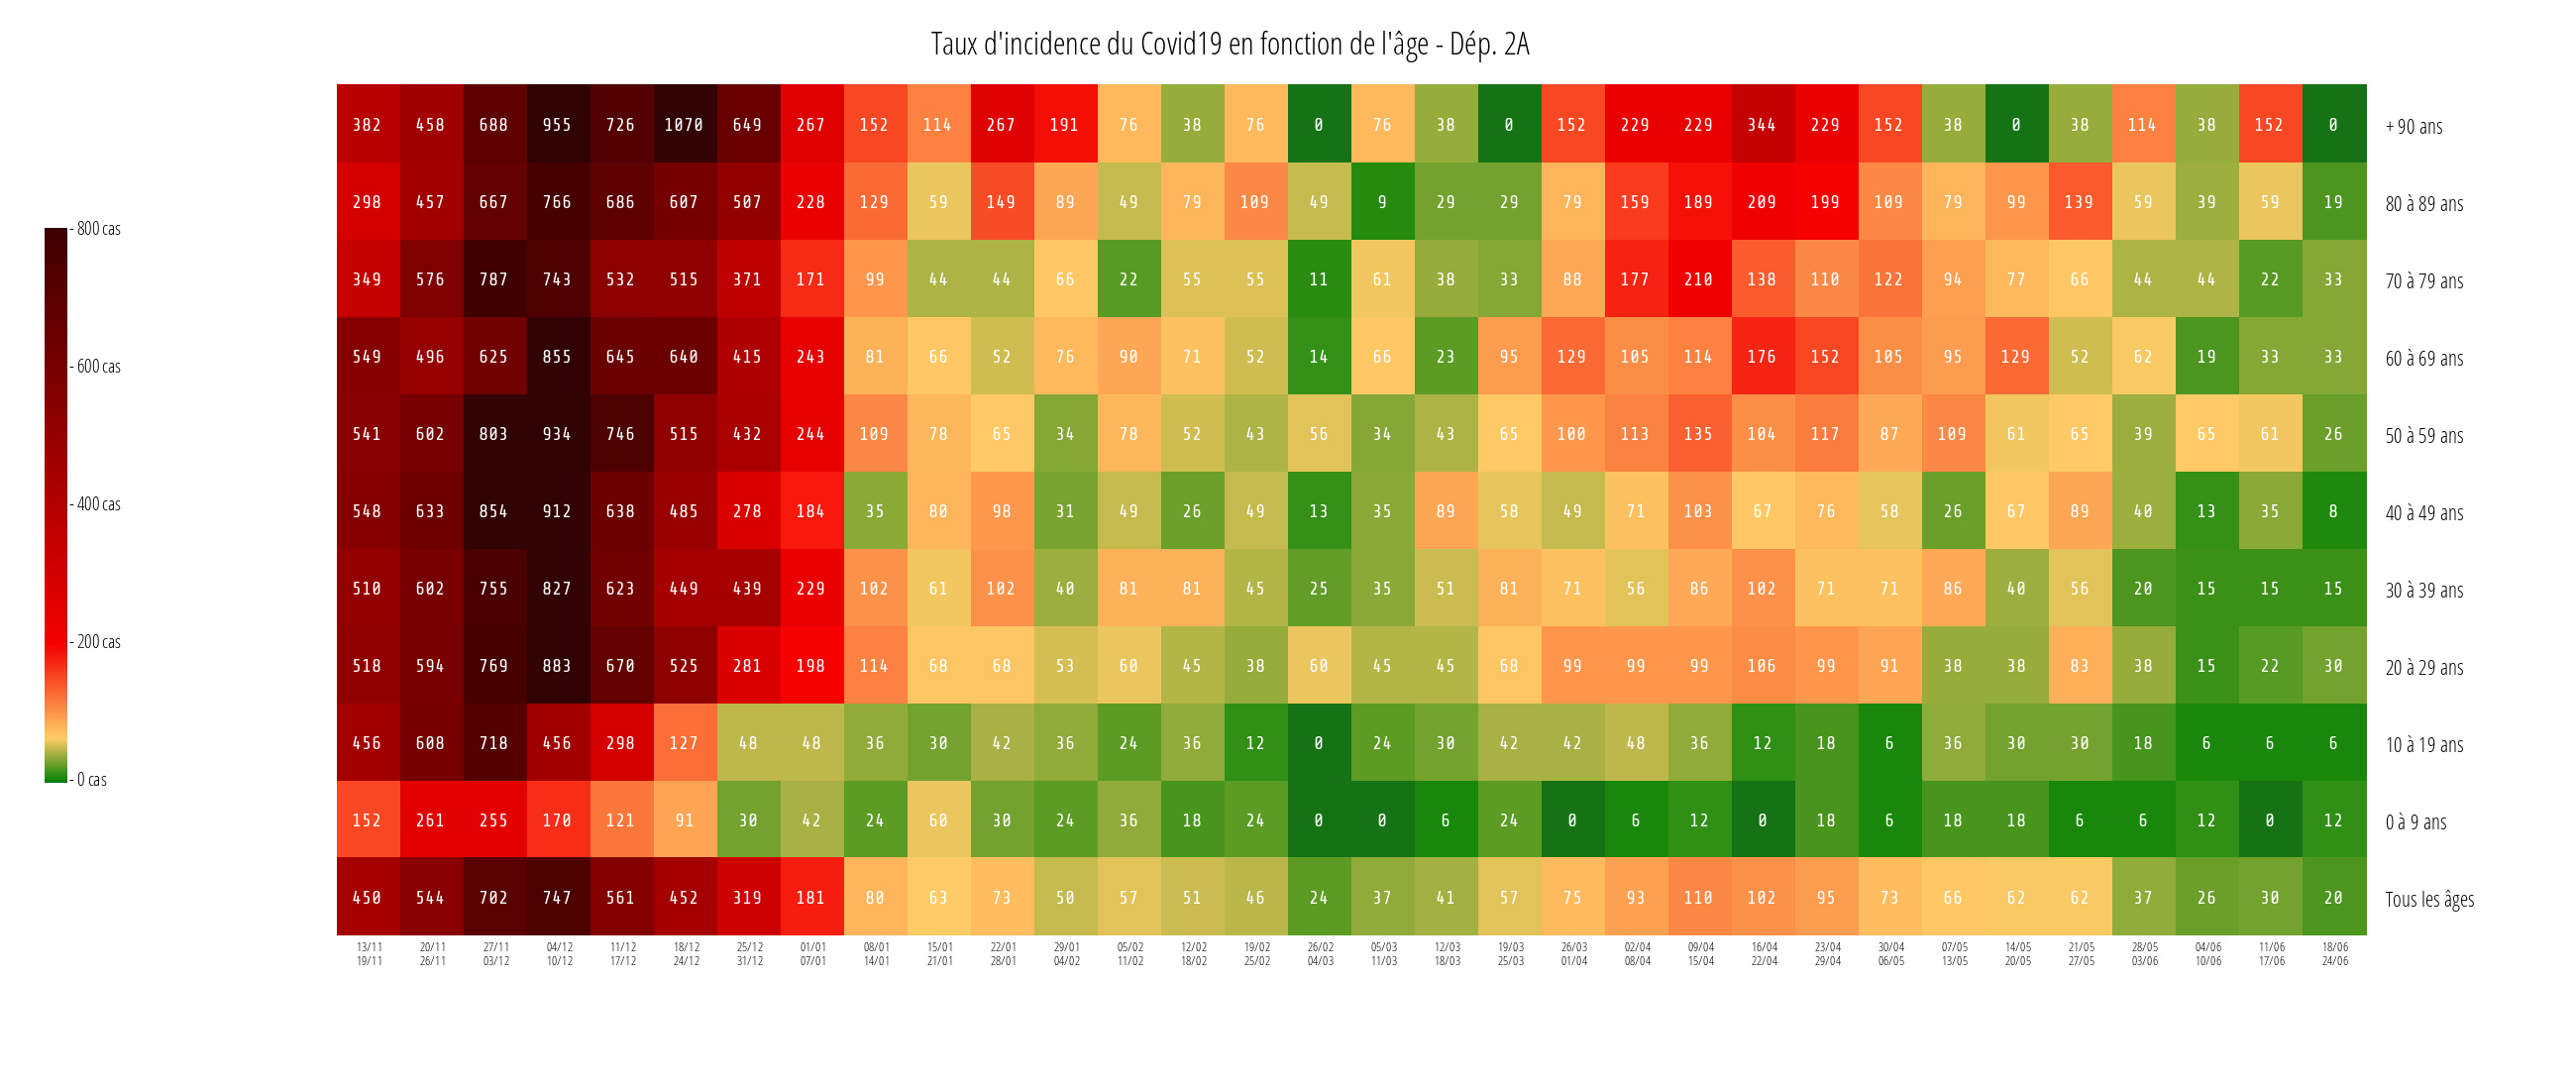 Taux d'incidence du Covid19 en fonction de l'âge - Dép. 2A
- 800 cas
- 600 cas
- 400 cas
- 200 cas
- 0 cas
382 458 688 955 726 1070 649 267 152 114 267 191 76 38 76 0 76 38 0 152 229 229 344 229 152 38 0 38 114 38 152 0 + 90 ans
298 457 667 766 686 607 507 228 129 59 149 89 49 79 109 49 9 29 29 79 159 189 209 199 109 79 99 139 59 39 59 19 80 à 89 ans
349 576 787 743 532 515 371 171 99 44 44 66 22 55 55 11 61 38 33 88 177 210 138 110 122 94 77 66 44 44 22 33 70 à 79 ans
549 496 625 855 645 640 415 243 81 66 52 76 90 71 52 14 66 23 95 129 105 114 176 152 105 95 129 52 62 19 33 33 60 à 69 ans
541 602 803 934 746 515 432 244 109 78 65 34 78 52 43 56 34 43 65 100 113 135 104 117 87 109 61 65 39 65 61 26 50 à 59 ans
548 633 854 912 638 485 278 184 35 80 98 31 49 26 49 13 35 89 58 49 71 103 67 76 58 26 67 89 40 13 35 8 40 à 49 ans
510 602 755 827 623 449 439 229 102 61 102 40 81 81 45 25 35 51 81 71 56 86 102 71 71 86 40 56 20 15 15 15 30 à 39 ans
518 594 769 883 670 525 281 198 114 68 68 53 60 45 38 60 45 45 68 99 99 99 106 99 91 38 38 83 38 15 22 30 20 à 29 ans
456 608 718 456 298 127 48 48 36 30 42 36 24 36 12 0 24 30 42 42 48 36 12 18 6 36 30 30 18 6 6 6 10 à 19 ans
152 261 255 170 121 91 30 42 24 60 30 24 36 18 24 0 0 6 24 0 6 12 0 18 6 18 18 6 6 12 0 12 0 à 9 ans
450 544 702 747 561 452 319 181 80 63 73 50 57 51 46 24 37 41 57 75 93 110 102 95 73 66 62 62 37 26 30 20 Tous les âges
13/11 20/11 27/11 04/12 11/12 18/12 25/12 01/01 08/01 15/01 22/01 29/01 05/02 12/02 19/02 26/02 05/03 12/03 19/03 26/03 02/04 09/04 16/04 23/04 30/04 07/05 14/05 21/05 28/05 04/06 11/06 18/06
19/11 26/11 03/12 10/12 17/12 24/12 31/12 07/01 14/01 21/01 28/01 04/02 11/02 18/02 25/02 04/03 11/03 18/03 25/03 01/04 08/04 15/04 22/04 29/04 06/05 13/05 20/05 27/05 03/06 10/06 17/06 24/06